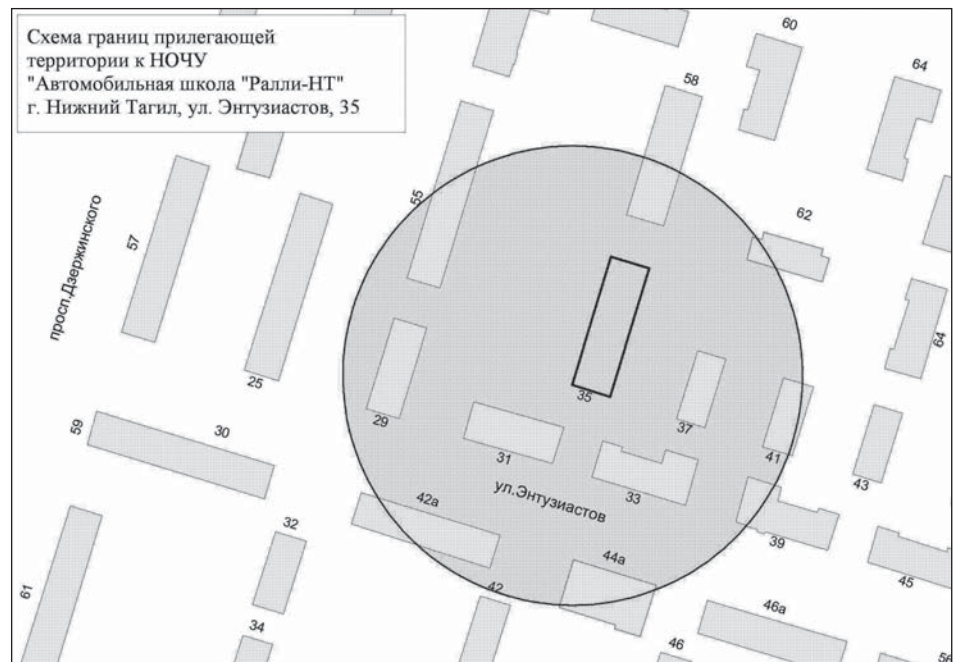 Схема границ прилегающей
территории к НОЧУ
"Автомобильная школа "Ралли-НТ"
г. Нижний Тагил, ул. Энтузиастов, 35
60
64
58
55
62
57
просп.Дзержинского
64
25
35
29
37
59
30
31
41
33
43
42а
ул.Энтузиастов
32
39
44а
45
61
42
46а
34
46
56